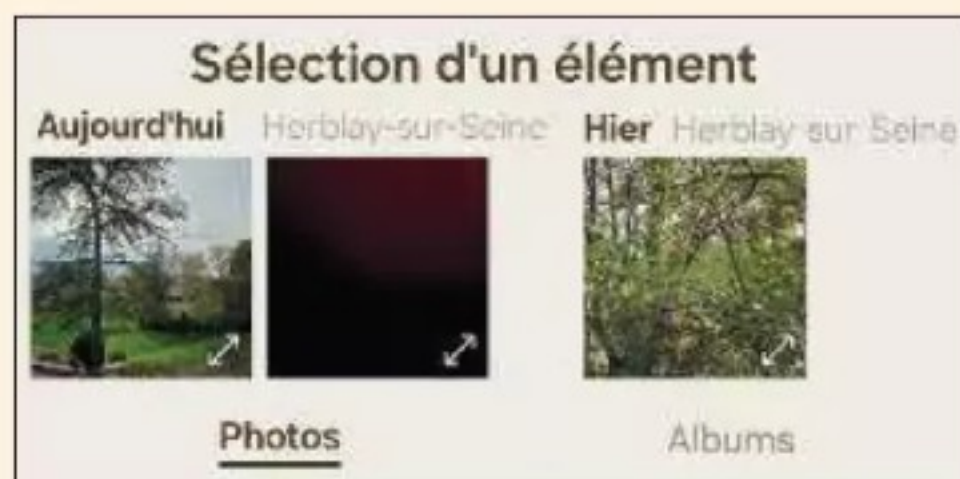 Sélection d'un élément
Aujourd'hui Herblay-sur-Seine Hier Herblay sur Seine
Photos Albums